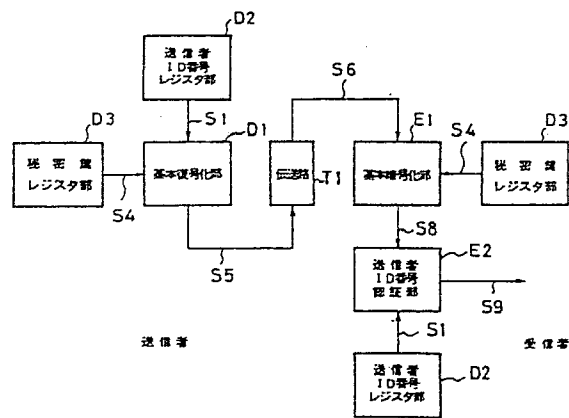 D2
送信者
ID番号
レジスタ部
S6
D3
S1
D1
E1
S4
D3
秘密鍵
レジスタ部
基本復号化部
伝送路
T1
基本暗号化部
秘密鍵
レジスタ部
S4
S5
S8
E2
送信者
ID番号
認証部
S9
送信者
S1
受信者
送信者
ID番号
レジスタ部
D2